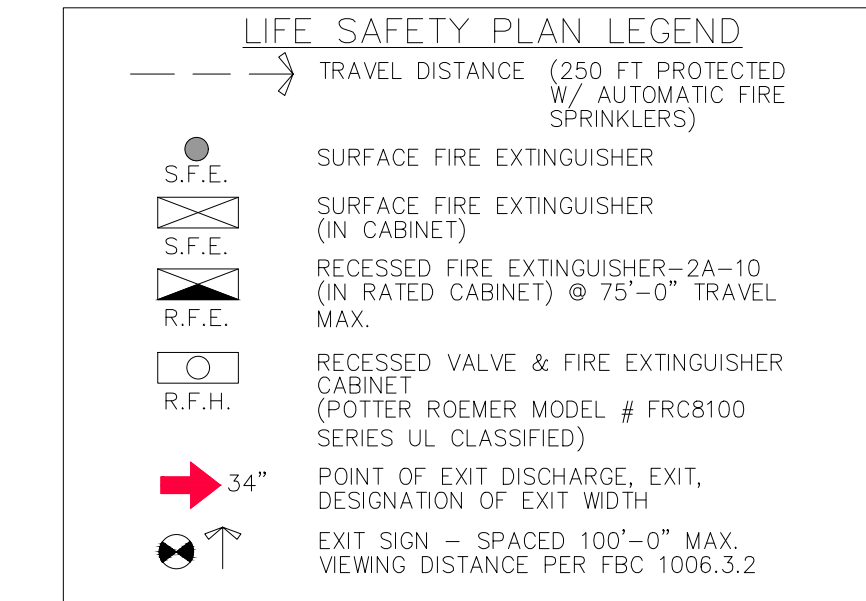 LIFE SAFETY PLAN LEGEND
TRAVEL DISTANCE (250 FT PROTECTED
W/ AUTOMATIC FIRE
SPRINKLERS)
S.F.E.
SURFACE FIRE EXTINGUISHER
S.F.E.
SURFACE FIRE EXTINGUISHER
(IN CABINET)
R.F.E.
RECESSED FIRE EXTINGUISHER-2A-10
(IN RATED CABINET) @ 75'-0" TRAVEL
MAX.
R.F.H.
RECESSED VALVE & FIRE EXTINGUISHER
CABINET
(POTTER ROEMER MODEL # FRC8100
SERIES UL CLASSIFIED)
34"
POINT OF EXIT DISCHARGE, EXIT,
DESIGNATION OF EXIT WIDTH
EXIT SIGN - SPACED 100'-0" MAX.
VIEWING DISTANCE PER FBC 1006.3.2